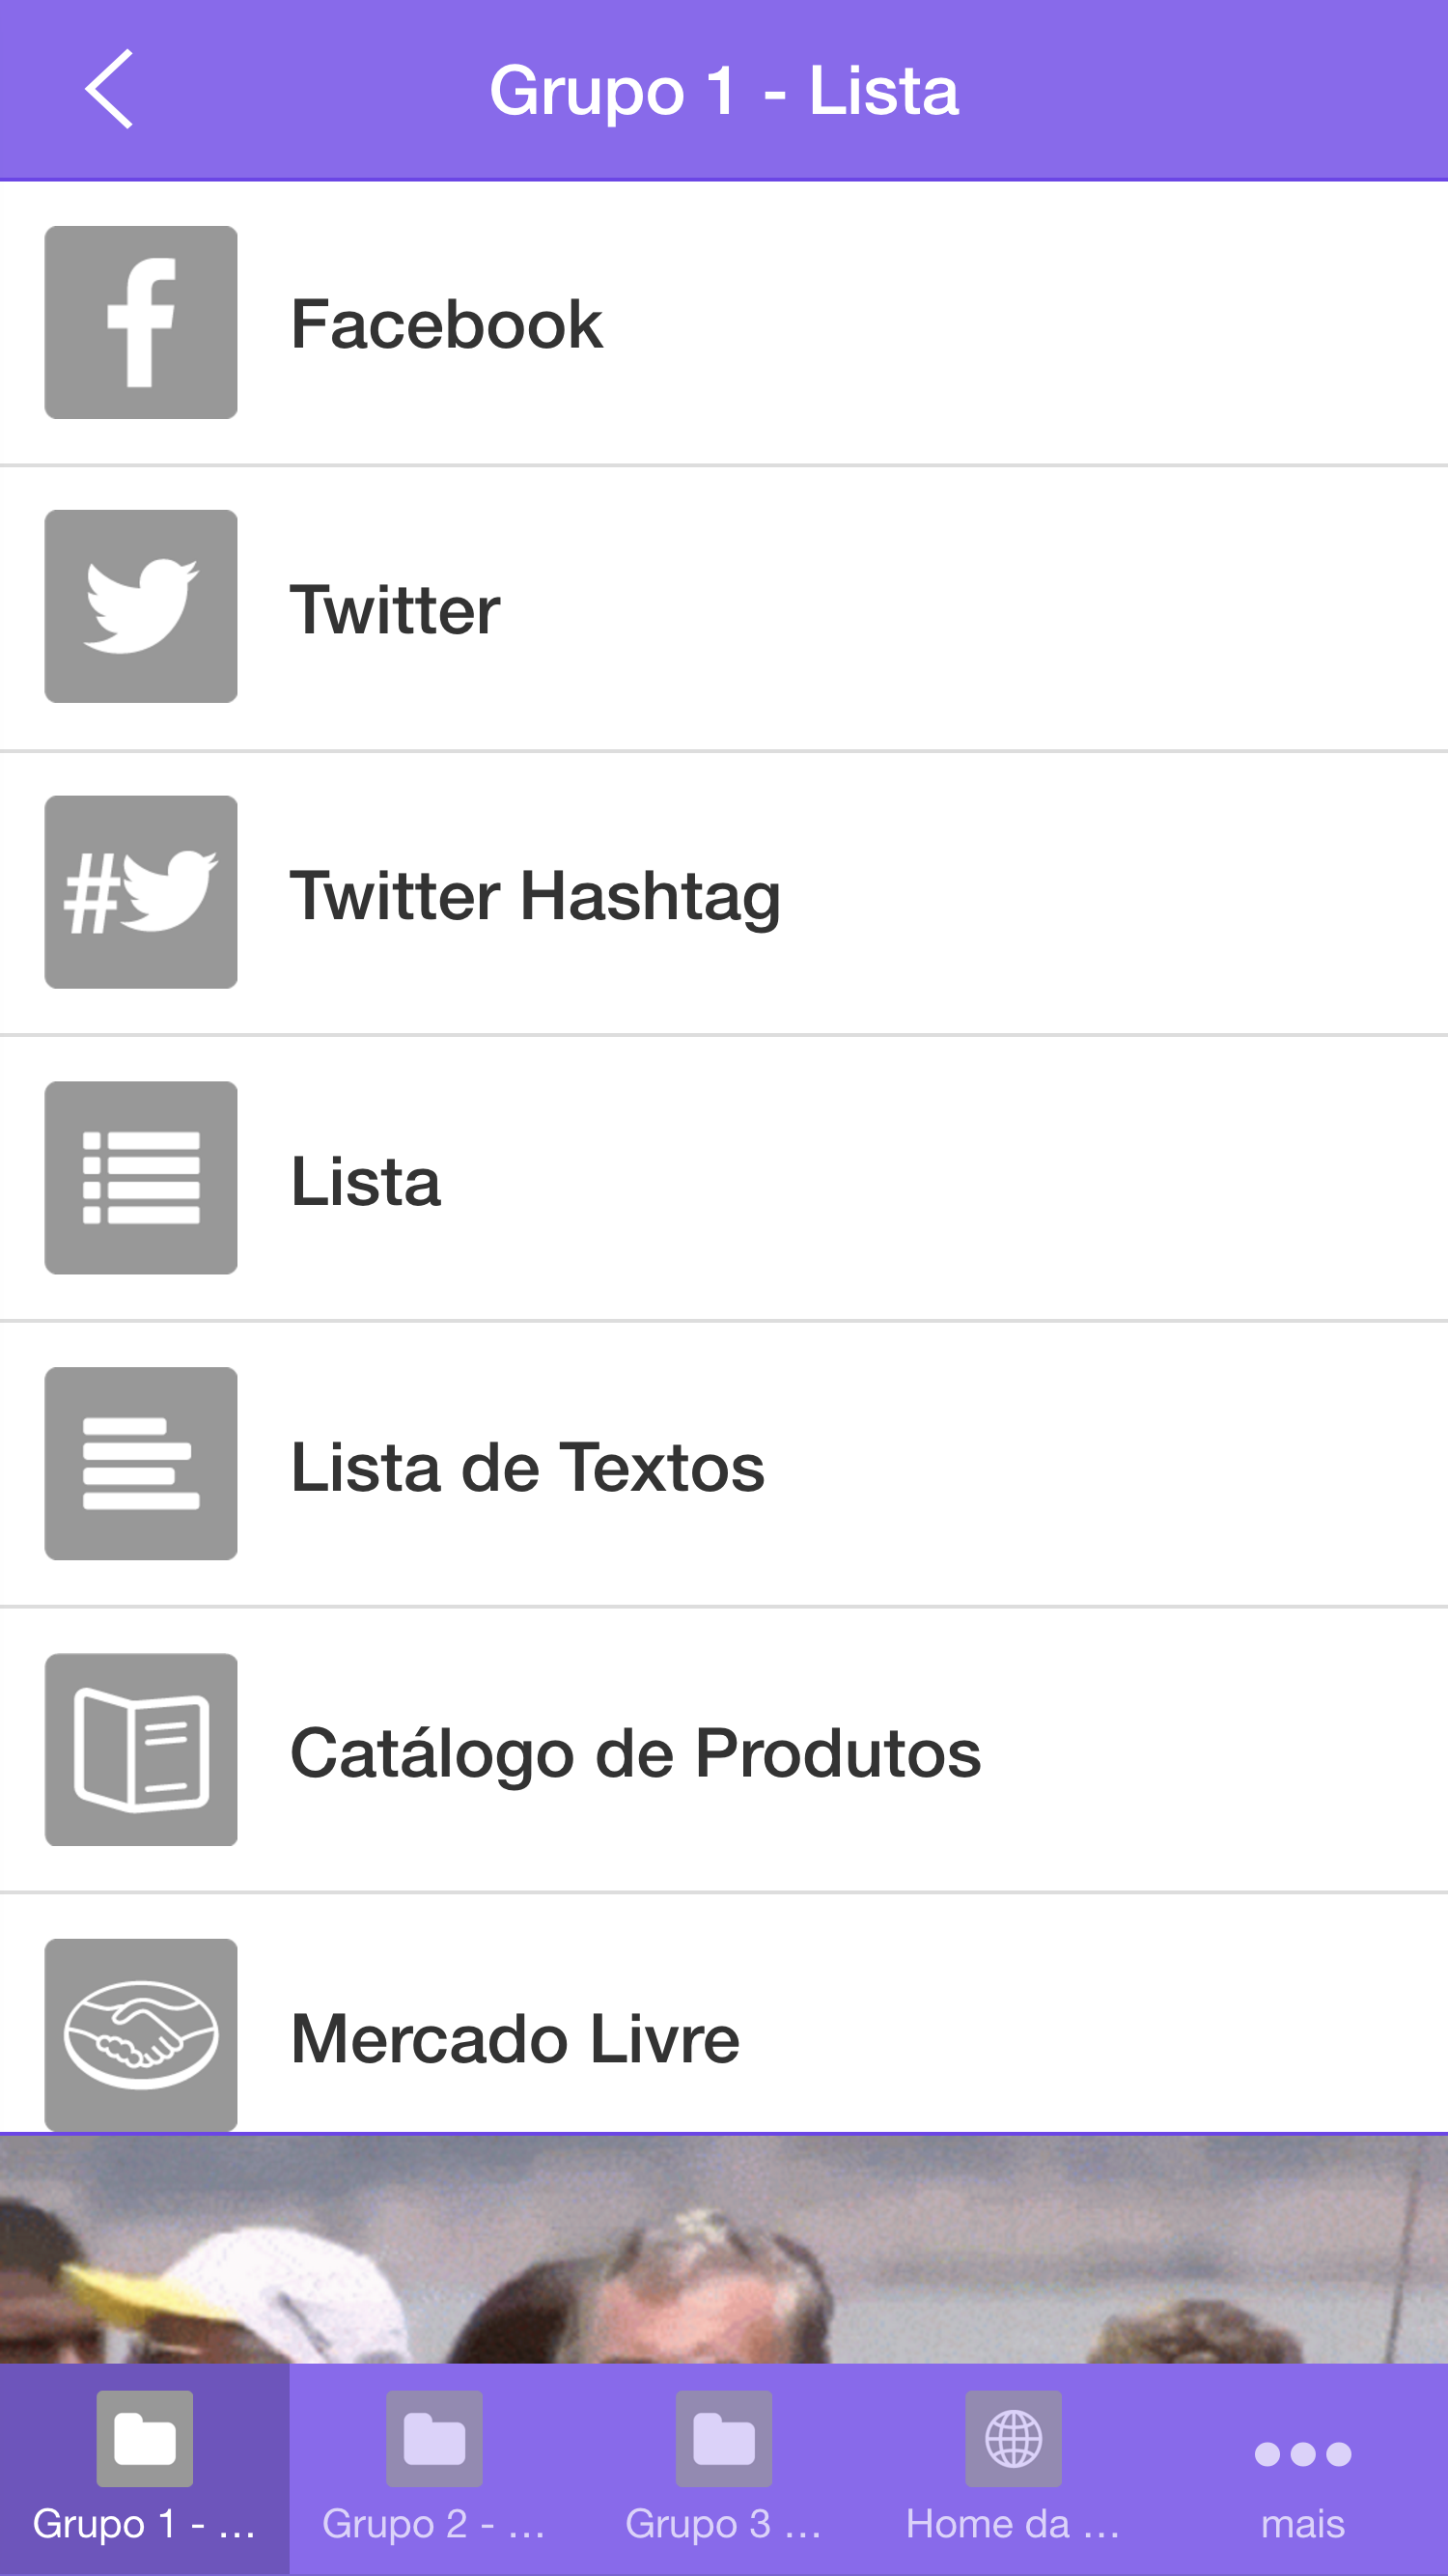 Grupo 1 - Lista
Facebook
Twitter
#
Twitter Hashtag
Lista
Lista de Textos
Catálogo de Produtos
Mercado Livre
Grupo 1 - ...
Grupo 2 - ...
Grupo 3 ...
Home da ...
mais